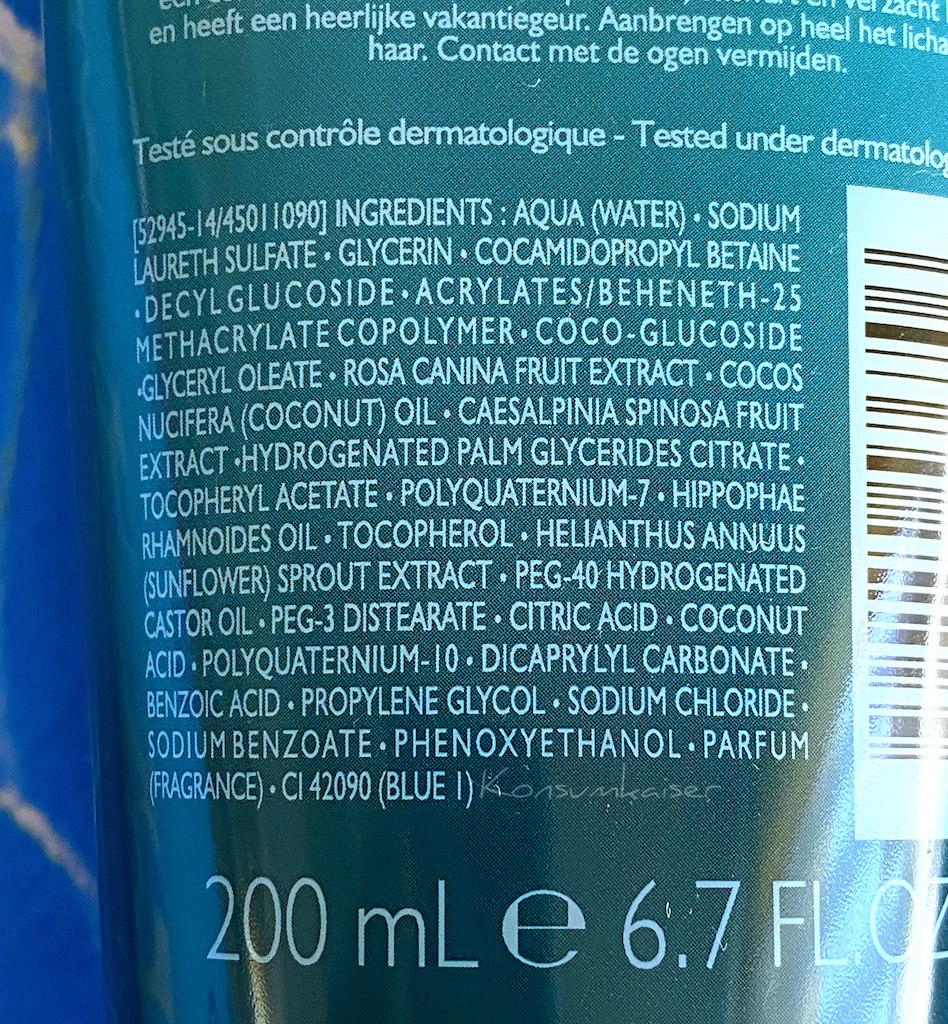 en heeft een heerlijke vakantiegeur. Aanbrengen op heel het licha
haar. Contact met de ogen vermijden.
Testé sous contrôle dermatologique - Tested under dermatolog
[52945-14/45011090] INGREDIENTS : AQUA (WATER) • SODIUM
LAURETH SULFATE • GLYCERIN • COCAMIDOPROPYL BETAINE
• DECYL GLUCOSIDE • ACRYLATES/BEHENETH-25
METHACRYLATE COPOLYMER • COCO-GLUCOSIDE
•GLYCERYL OLEATE • ROSA CANINA FRUIT EXTRACT • COCOS
NUCIFERA (COCONUT) OIL • CAESALPINIA SPINOSA FRUIT
EXTRACT •HYDROGENATED PALM GLYCERIDES CITRATE •
TOCOPHERYL ACETATE • POLYQUATERNIUM-7 • HIPPOPHAE
RHAMNOIDES OIL • TOCOPHEROL • HELIANTHUS ANNUUS
(SUNFLOWER) SPROUT EXTRACT • PEG-40 HYDROGENATED
CASTOR OIL • PEG-3 DISTEARATE • CITRIC ACID • COCONUT
ACID • POLYQUATERNIUM-10 • DICAPRYLYL CARBONATE •
BENZOIC ACID • PROPYLENE GLYCOL • SODIUM CHLORIDE •
SODIUM BENZOATE • PHENOXYETHANOL • PARFUM
(FRAGRANCE) • CI 42090 (BLUE 1) Konsumkaiser
200 mL e 6.7 FL.OZ